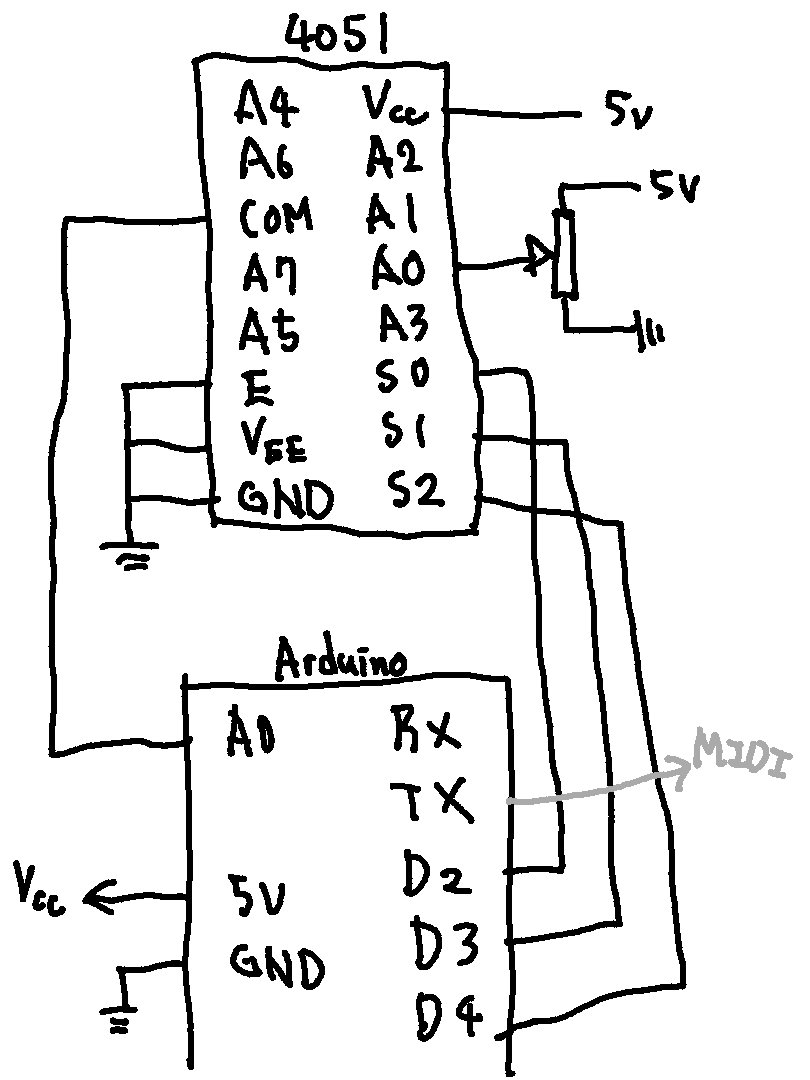 4051
A4 Vcc 5v
A6 A2
COM A1 5V
A7 A0
A5 A3
E S0
VEE S1
GND S2
Arduino
A0 RX
TX MIDI
D2
Vcc 5V
D3
GND
D4